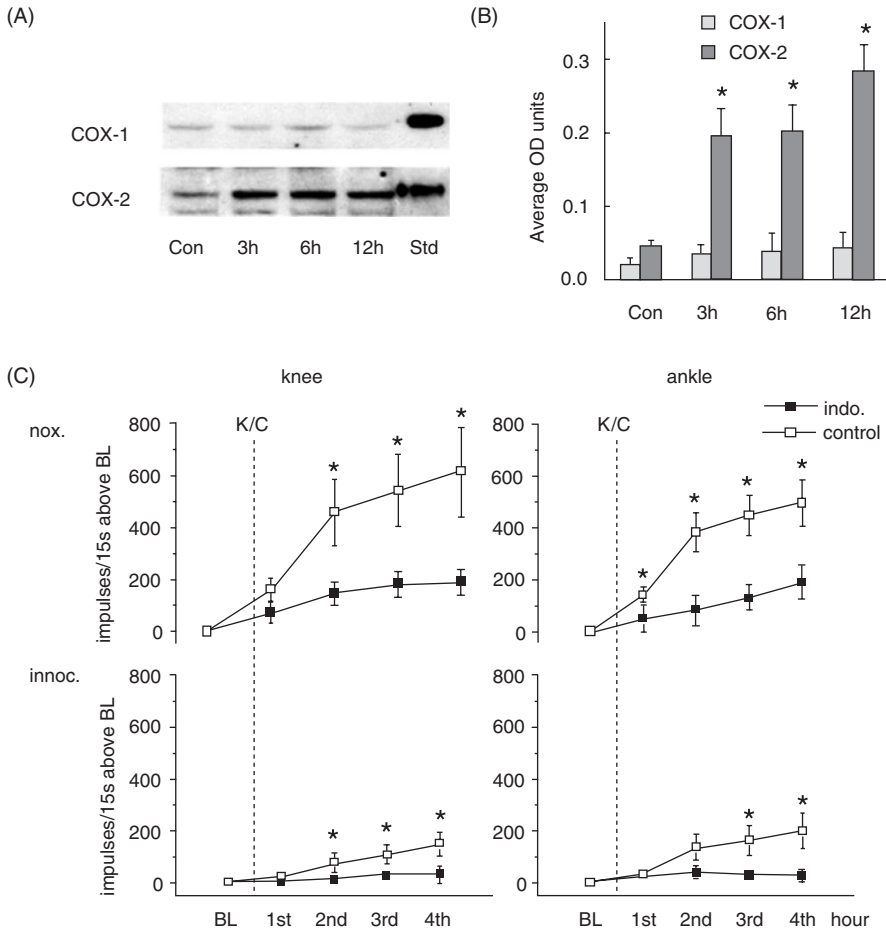 (A)
COX-1
COX-2
Con 3h 6h 12h Std
(B)
COX-1
COX-2
Average OD units
0.3
0.2
0.1
0.0
* * *
Con 3h 6h 12h
(C)
knee ankle
indo.
control
nox.
K/C
impulses/15s above BL
800
600
400
200
0
* * *
K/C
800
600
400
200
0
* * * *
innoc.
impulses/15s above BL
800
600
400
200
0
* * *
BL 1st 2nd 3rd 4th
800
600
400
200
0
* *
BL 1st 2nd 3rd 4th hour